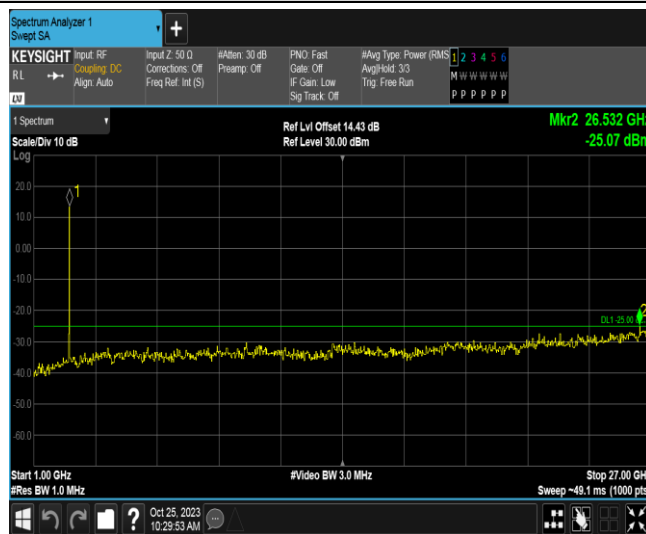 Spectrum Analyzer 1
Swept SA
+
KEYSIGHT
RL
LXI
Input: RF
Coupling: DC
Align: Auto
Input Z: 50 Ω
Corrections: Off
Freq Ref: Int (S)
#Atten: 30 dB
Preamp: Off
PNO: Fast
Gate: Off
IF Gain: Low
Sig Track: Off
#Avg Type: Power (RMS
Avg|Hold: 3/3
Trig: Free Run
1 2 3 4 5 6
M W W W W W
P P P P P P
1 Spectrum
Scale/Div 10 dB
Log
Ref Lvl Offset 14.43 dB
Ref Level 30.00 dBm
Mkr2 26.532 GHz
-25.07 dBm
20.0
10.0
0.00
-10.0
-20.0
-30.0
-40.0
-50.0
-60.0
1
2
DL1 -25.00
Start 1.00 GHz
#Res BW 1.0 MHz
#Video BW 3.0 MHz
Stop 27.00 GHz
Sweep ~49.1 ms (1000 pts
?
Oct 25, 2023
10:29:53 AM